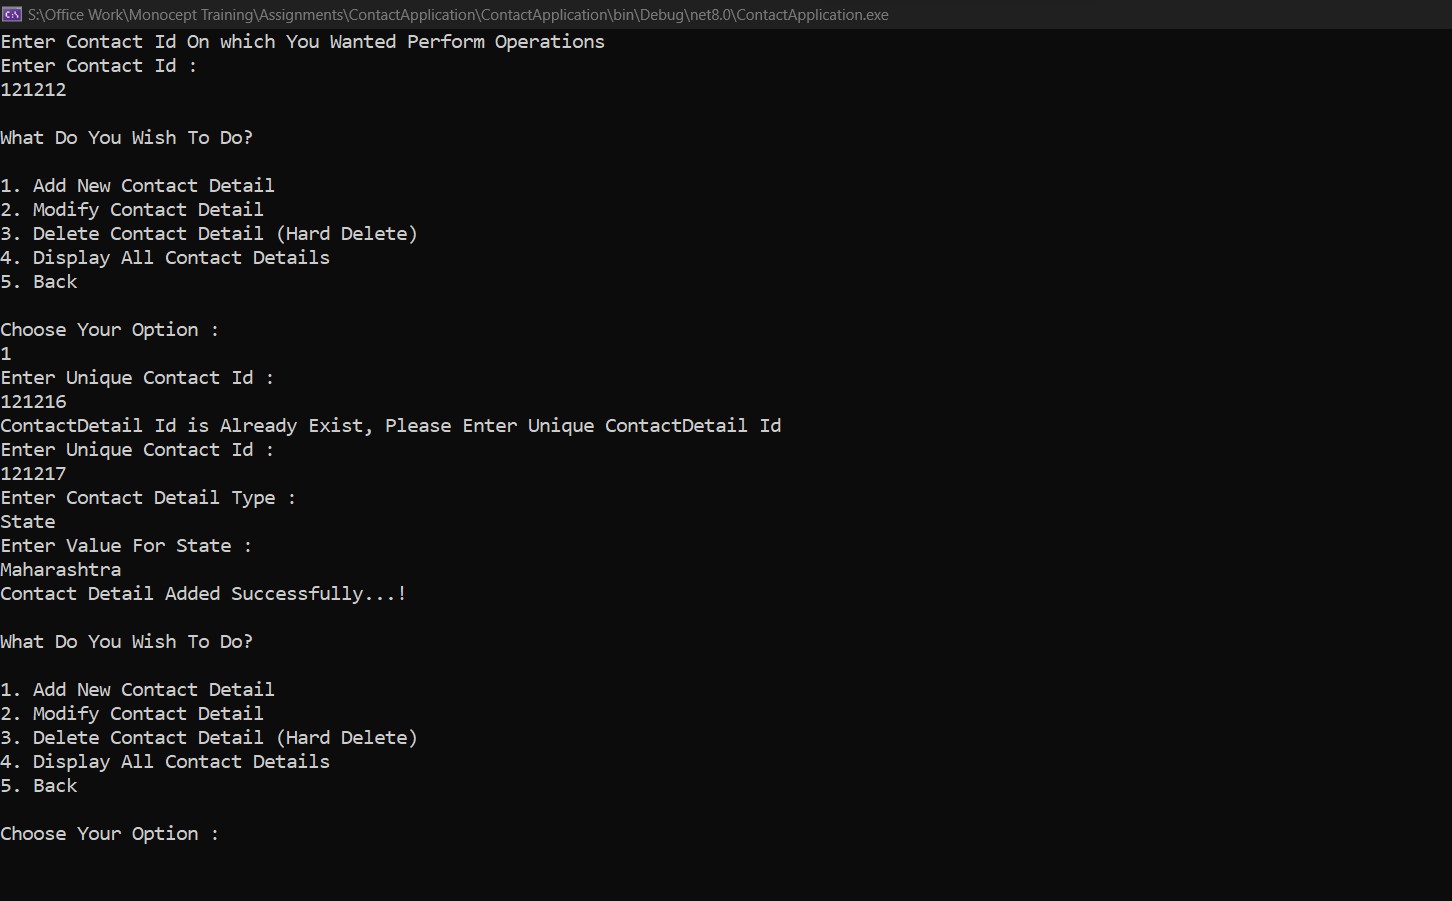 S:\Office Work\Monocept Training\Assignments\ContactApplication\ContactApplication\bin\Debug\net8.0\ContactApplication.exe
Enter Contact Id On which You Wanted Perform Operations
Enter Contact Id :
121212
What Do You Wish To Do?
1. Add New Contact Detail
2. Modify Contact Detail
3. Delete Contact Detail (Hard Delete)
4. Display All Contact Details
5. Back
Choose Your Option :
1
Enter Unique Contact Id :
121216
ContactDetail Id is Already Exist, Please Enter Unique ContactDetail Id
Enter Unique Contact Id :
121217
Enter Contact Detail Type :
State
Enter Value For State :
Maharashtra
Contact Detail Added Successfully...!
What Do You Wish To Do?
1. Add New Contact Detail
2. Modify Contact Detail
3. Delete Contact Detail (Hard Delete)
4. Display All Contact Details
5. Back
Choose Your Option :